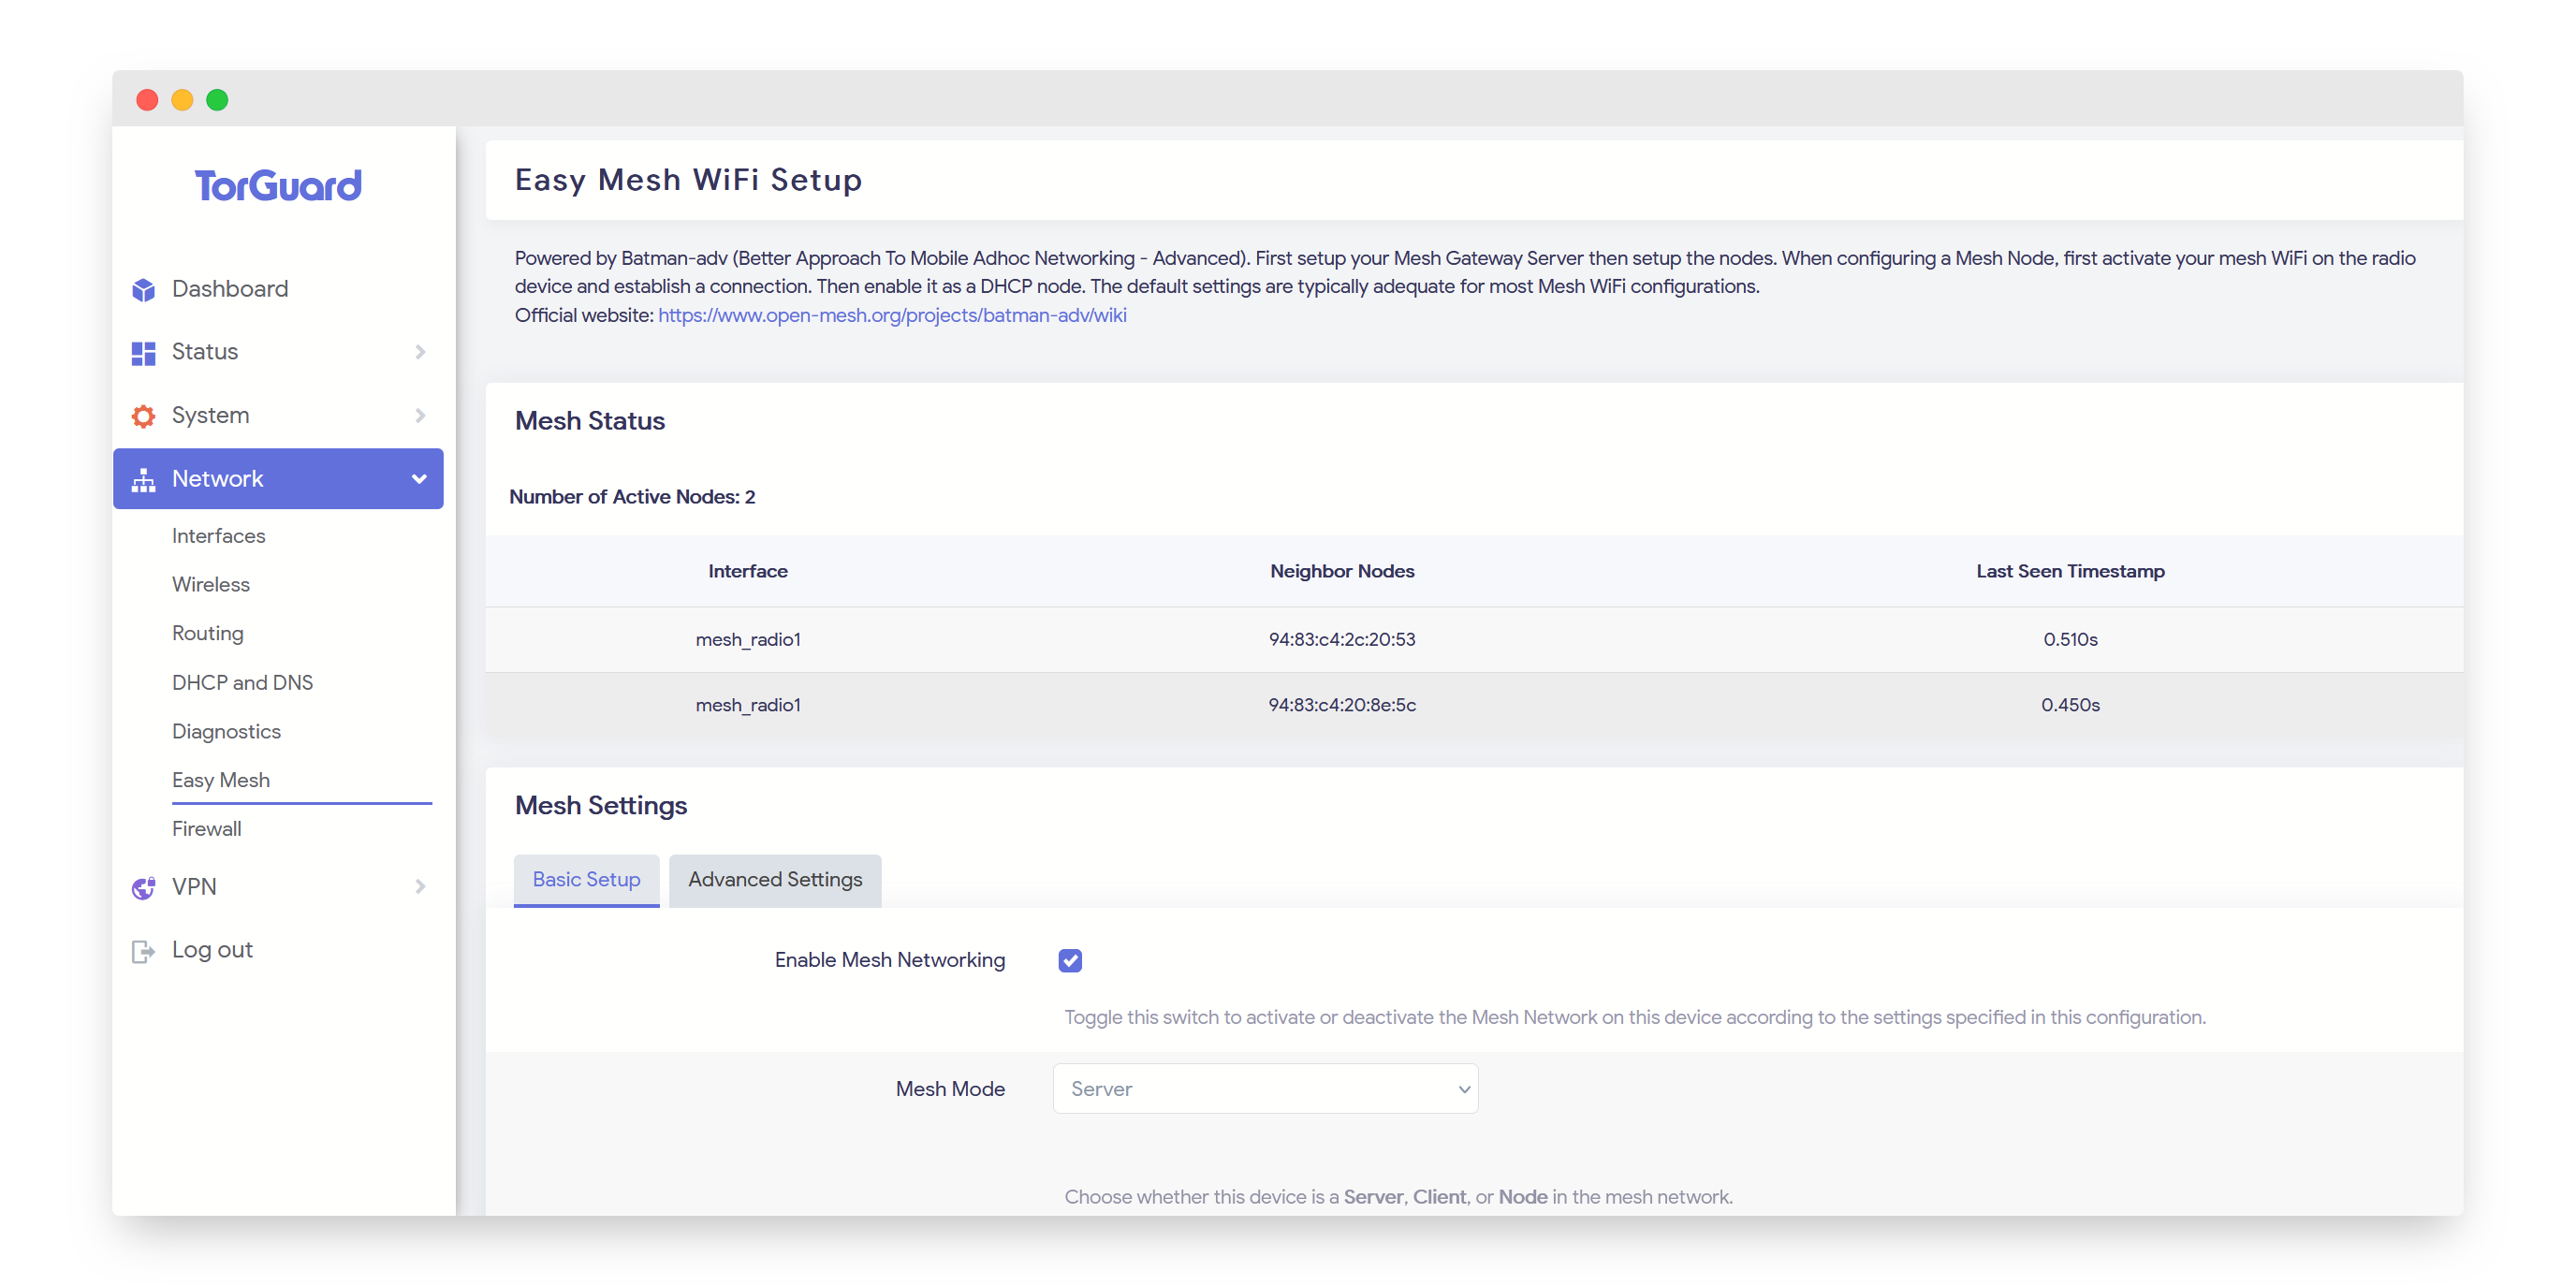 TorGuard
Dashboard
Status
System
Network
Interfaces
Wireless
Routing
DHCP and DNS
Diagnostics
Easy Mesh
Firewall
VPN
Log out
Easy Mesh WiFi Setup
Powered by Batman-adv (Better Approach To Mobile Adhoc Networking - Advanced). First setup your Mesh Gateway Server then setup the nodes. When configuring a Mesh Node, first activate your mesh WiFi on the radio
device and establish a connection. Then enable it as a DHCP node. The default settings are typically adequate for most Mesh WiFi configurations.
Official website: https://www.open-mesh.org/projects/batman-adv/wiki
Mesh Status
Number of Active Nodes: 2
Interface Neighbor Nodes Last Seen Timestamp
mesh_radio1 94:83:c4:2c:20:53 0.510s
mesh_radio1 94:83:c4:20:8e:5c 0.450s
Mesh Settings
Basic Setup Advanced Settings
Enable Mesh Networking
Toggle this switch to activate or deactivate the Mesh Network on this device according to the settings specified in this configuration.
Mesh Mode Server
Choose whether this device is a Server, Client, or Node in the mesh network.